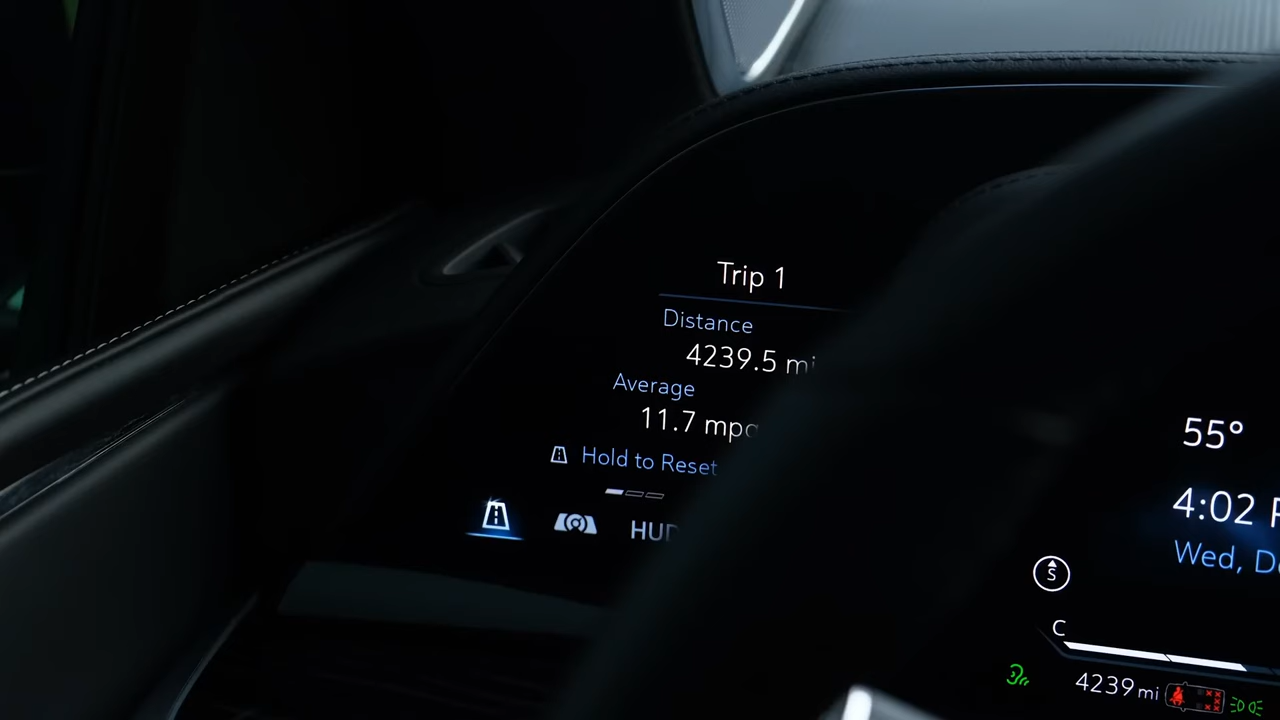 Trip 1
Distance
4239.5 mi
Average
11.7 mpg
Hold to Reset
HUD
55°
4:02
Wed,
S
C
4239 mi